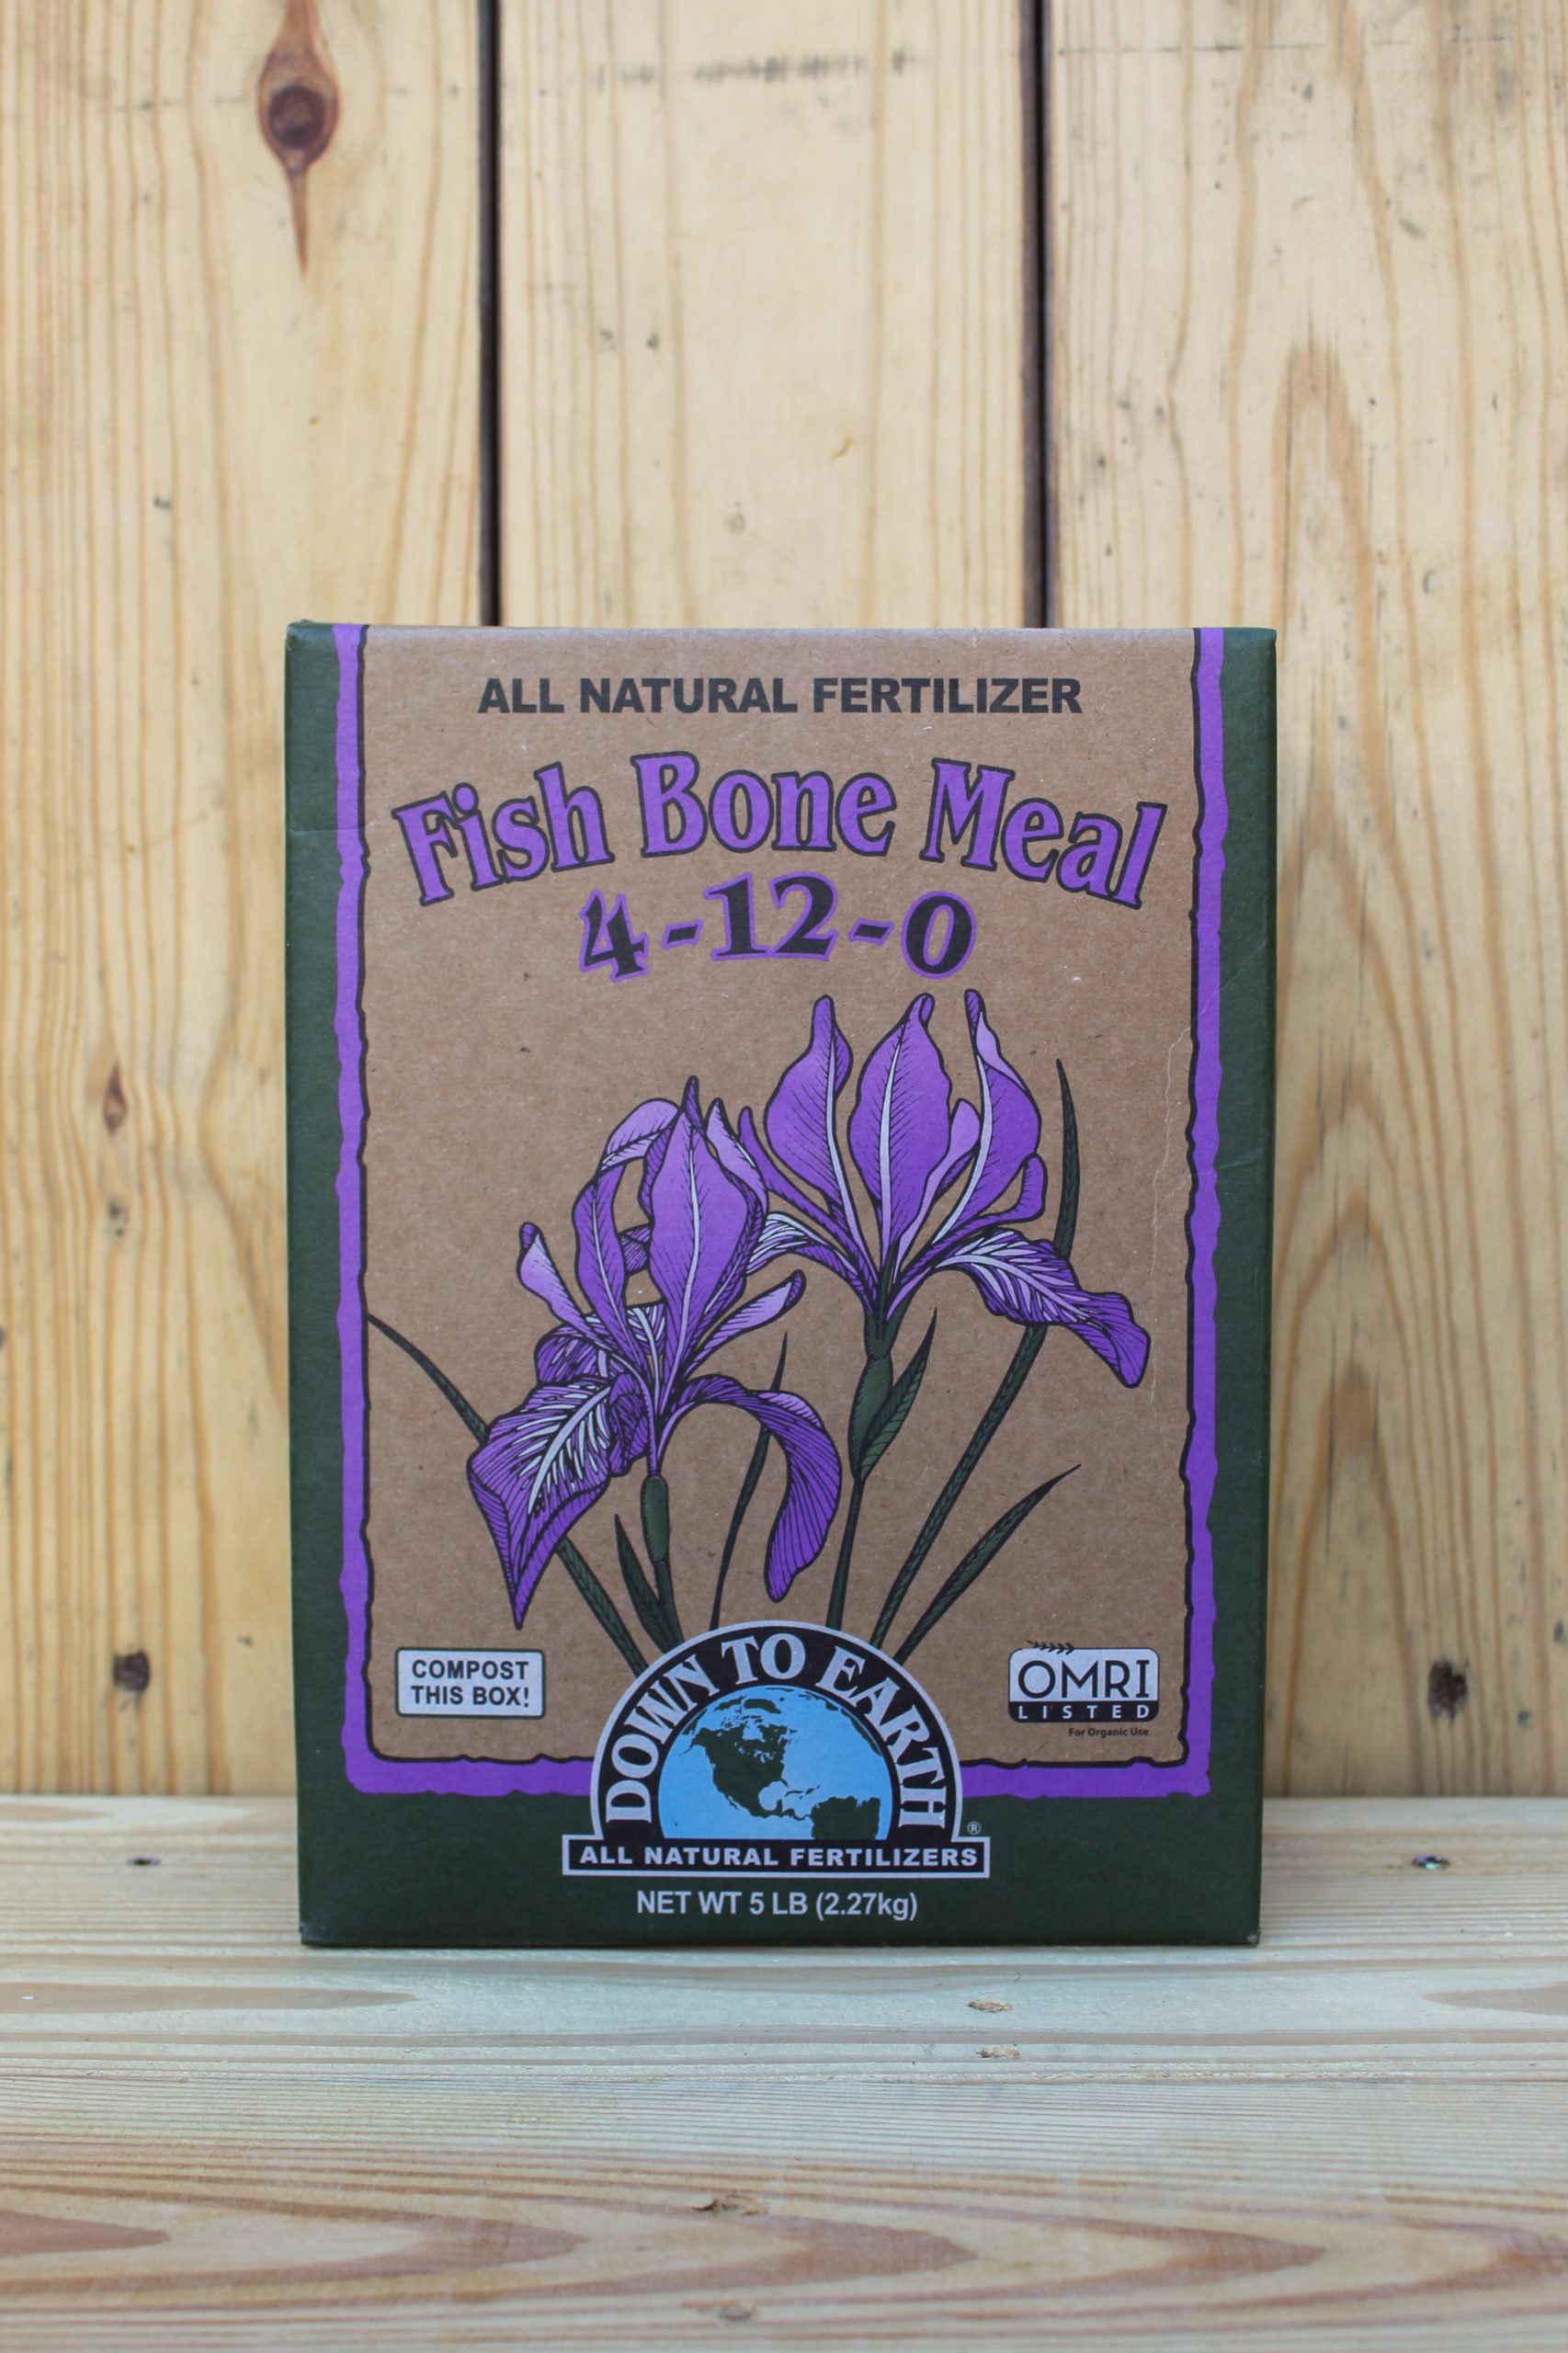 ALL NATURAL FERTILIZER
Fish Bone Meal
4-12-0
COMPOST
THIS BOX!
OMRI
LISTED
For Organic Use
DOWN TO EARTH
®
ALL NATURAL FERTILIZERS
NET WT 5 LB (2.27kg)